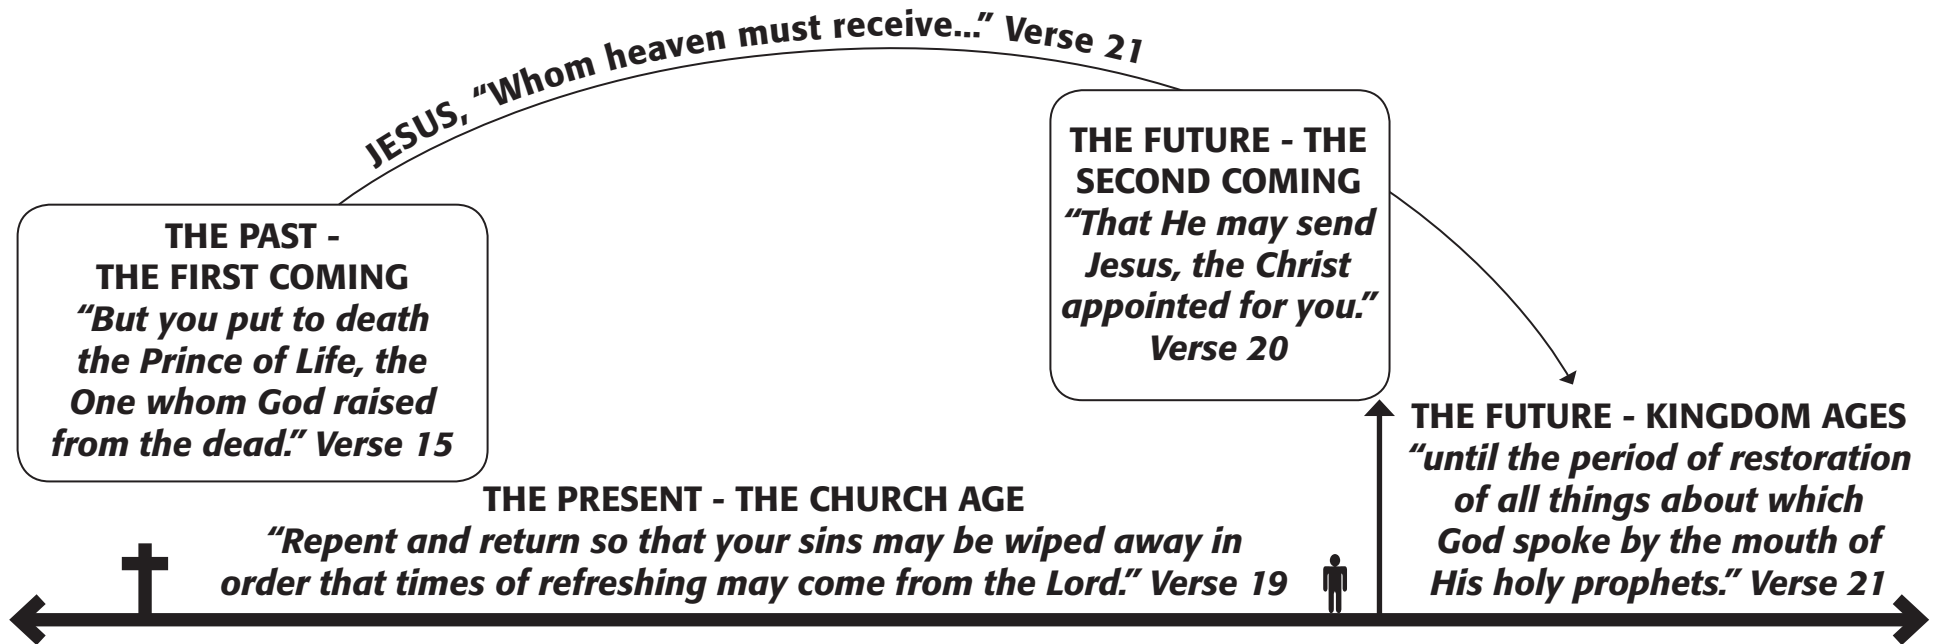 JESUS, “Whom heaven must receive...” Verse 21
THE PAST -
THE FIRST COMING
“But you put to death
the Prince of Life, the
One whom God raised
from the dead.” Verse 15
THE FUTURE - THE
SECOND COMING
“That He may send
Jesus, the Christ
appointed for you.”
Verse 20
THE PRESENT - THE CHURCH AGE
“Repent and return so that your sins may be wiped away in
order that times of refreshing may come from the Lord.” Verse 19
THE FUTURE - KINGDOM AGES
“until the period of restoration
of all things about which
God spoke by the mouth of
His holy prophets.” Verse 21